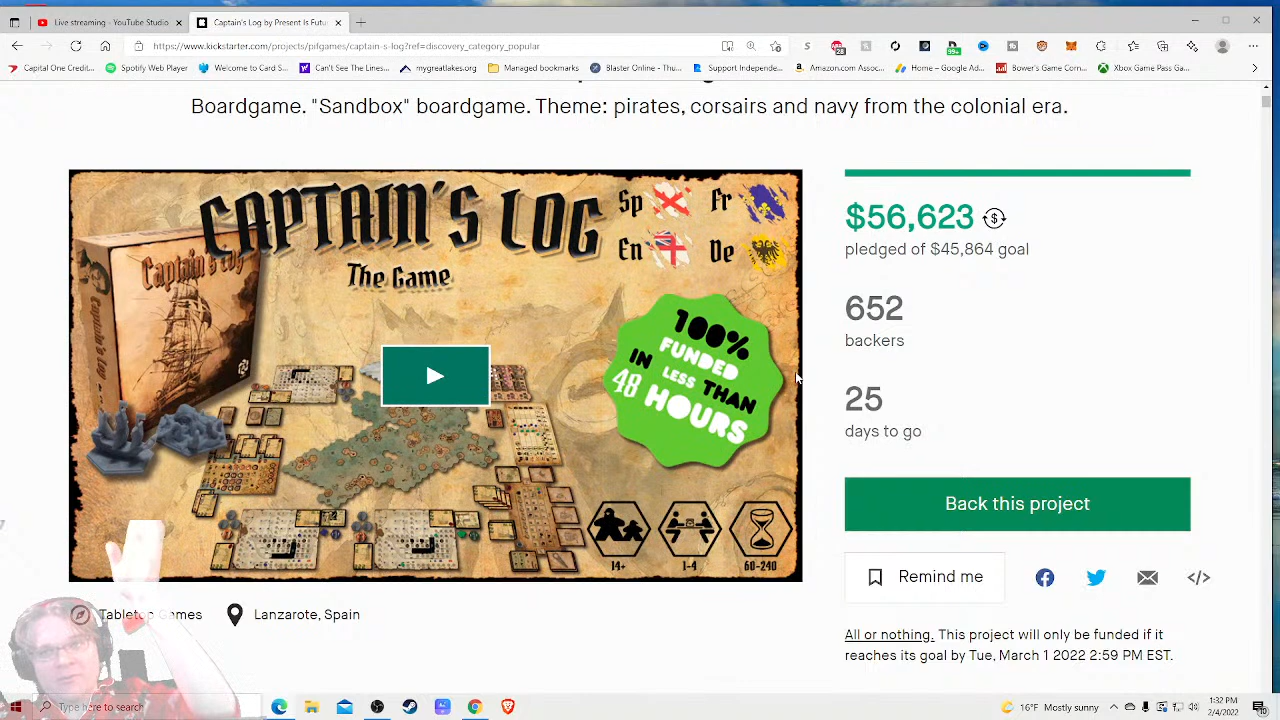 Live streaming - YouTube Studio
Captain's Log by Present Is Futu
https://www.kickstarter.com/projects/pifgames/captain-s-log?ref=discovery_category_popular
Capital One Credit...
Spotify Web Player
Welcome to Card S...
Can't See The Lines...
mygreatlakes.org
Managed bookmarks
Blaster Online - Thu...
Support Independe...
Amazon.com Assoc...
Home – Google Ad...
Bower's Game Corn...
Xbox Game Pass Ga...
Boardgame. "Sandbox" boardgame. Theme: pirates, corsairs and navy from the colonial era.
CAPTAIN'S LOG
The Game
Sp Fr
En De
Captain's Log
Captain's Log
100%
FUNDED
IN LESS THAN
48 HOURS
14+ 1-4 60-240
$56,623
pledged of $45,864 goal
652
backers
25
days to go
Back this project
Remind me
All or nothing. This project will only be funded if it
reaches its goal by Tue, March 1 2022 2:59 PM EST.
Tabletop Games Lanzarote, Spain
Type here to search
16°F Mostly sunny
1:32 PM
2/4/2022